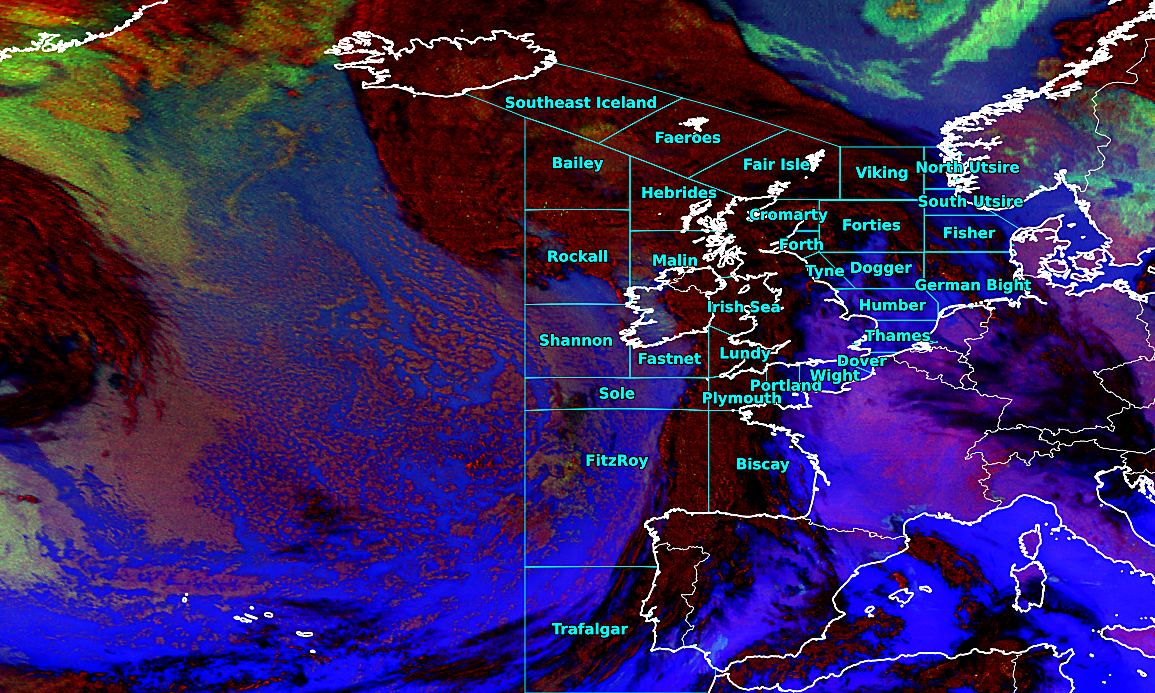 Southeast Iceland
Faeroes
Bailey
Fair Isle
Viking
North Utsire
Hebrides
South Utsire
Cromarty
Forties
Fisher
Forth
Rockall
Malin
Tyne
Dogger
German Bight
Irish Sea
Humber
Thames
Shannon
Fastnet
Lundy
Dover
Wight
Portland
Sole
Plymouth
FitzRoy
Biscay
Trafalgar